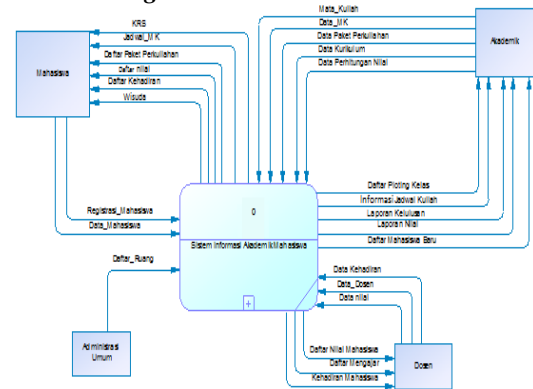 Mata_Kuliah
Data_MK
Data Paket Perkuliahan
Data Kurikulum
Data Perhitungan Nilai
Akademik
KRS
Jadwal_MK
Daftar Paket Perkuliahan
Daftar nilai
Daftar Kehadiran
Wisuda
Mahasiswa
Registrasi_Mahasiswa
Data_Mahasiswa
0
Sistem Informasi Akademik Mahasiswa
Daftar Ploting Kelas
Informasi Jadwal Kuliah
Laporan Kelulusan
Laporan Nilai
Daftar Mahasiswa Baru
Daftar_Ruang
Administrasi
Umum
Data Kehadiran
Data_Dosen
Data nilai
Daftar Nilai Mahasiswa
Daftar Mengajar
Kehadiran Mahasiswa
Dosen